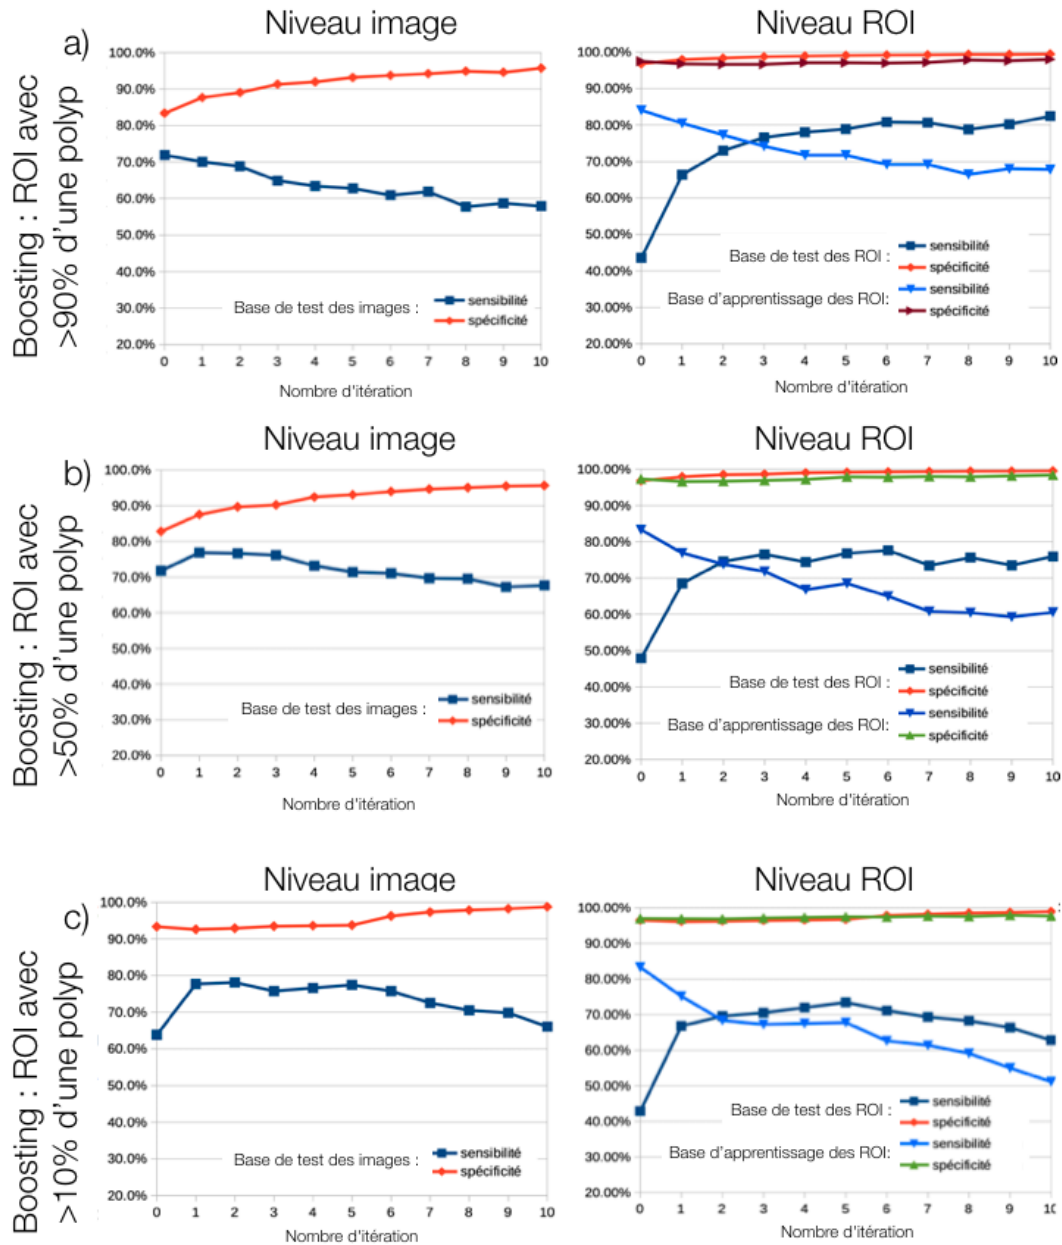 a)
Boosting : ROI avec
>90% d'une polyp
Niveau image
100.0%
90.0%
80.0%
70.0%
60.0%
50.0%
40.0%
30.0%
20.0%
0 1 2 3 4 5 6 7 8 9 10
Nombre d'itération
Base de test des images :
sensibilité
spécificité
Niveau ROI
100.00%
90.00%
80.00%
70.00%
60.00%
50.00%
40.00%
30.00%
20.00%
0 1 2 3 4 5 6 7 8 9 10
Nombre d'itération
Base de test des ROI :
sensibilité
spécificité
Base d'apprentissage des ROI:
sensibilité
spécificité
b)
Boosting : ROI avec
>50% d'une polyp
Niveau image
100.0%
90.0%
80.0%
70.0%
60.0%
50.0%
40.0%
30.0%
20.0%
0 1 2 3 4 5 6 7 8 9 10
Nombre d'itération
Base de test des images :
sensibilité
spécificité
Niveau ROI
100.00%
90.00%
80.00%
70.00%
60.00%
50.00%
40.00%
30.00%
20.00%
0 1 2 3 4 5 6 7 8 9 10
Nombre d'itération
Base de test des ROI :
sensibilité
spécificité
Base d'apprentissage des ROI:
sensibilité
spécificité
c)
Boosting : ROI avec
>10% d'une polyp
Niveau image
100.0%
90.0%
80.0%
70.0%
60.0%
50.0%
40.0%
30.0%
20.0%
0 1 2 3 4 5 6 7 8 9 10
Nombre d'itération
Base de test des images :
sensibilité
spécificité
Niveau ROI
100.00%
90.00%
80.00%
70.00%
60.00%
50.00%
40.00%
30.00%
20.00%
0 1 2 3 4 5 6 7 8 9 10
Nombre d'itération
Base de test des ROI :
sensibilité
spécificité
Base d'apprentissage des ROI:
sensibilité
spécificité